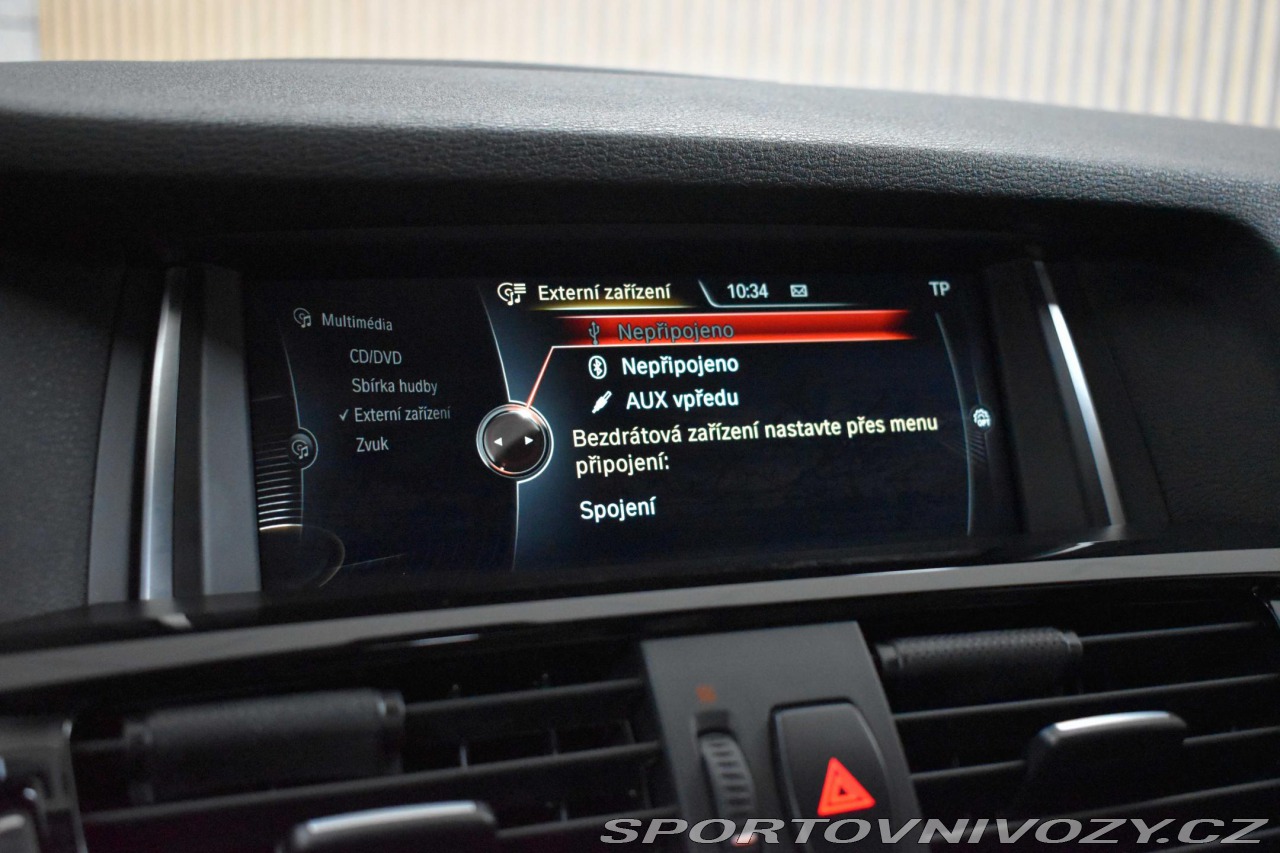 Multimédia
CD/DVD
Sbírka hudby
✓ Externí zařízení
Zvuk
Externí zařízení
10:34
TP
Nepřipojeno
Nepřipojeno
AUX vpředu
Bezdrátová zařízení nastavte přes menu
připojení:
Spojení
SPORTOVNIVOZY.CZ